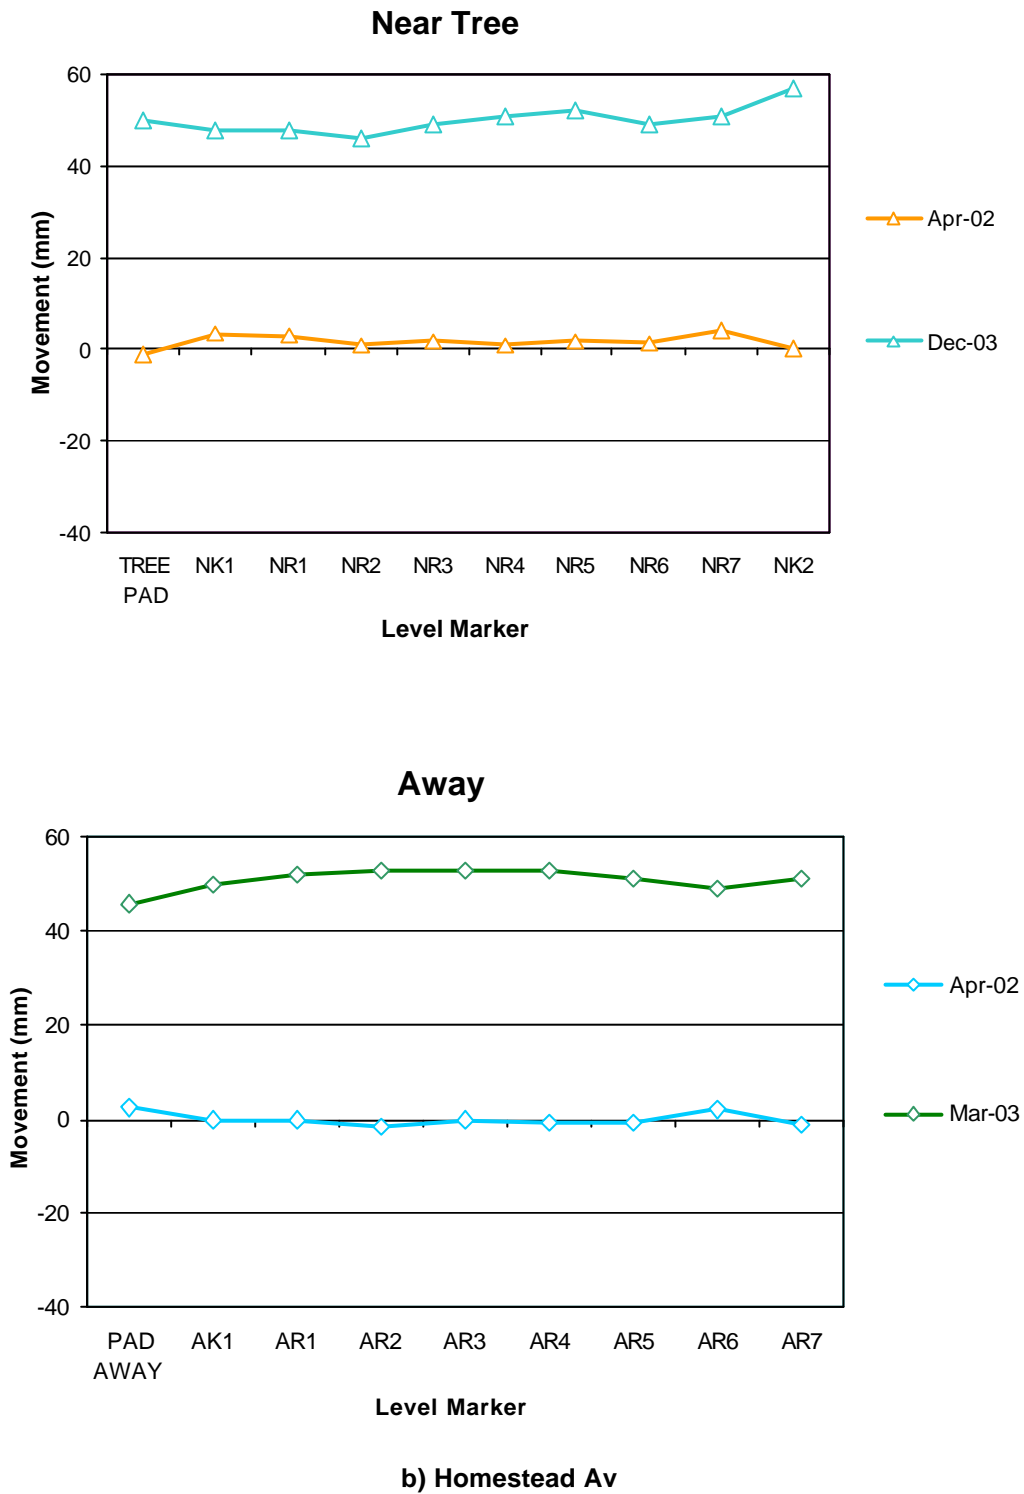 Near Tree
60
40
20
0
-20
-40
Movement (mm)
TREE PAD NK1 NR1 NR2 NR3 NR4 NR5 NR6 NR7 NK2
Level Marker
Apr-02
Dec-03
Away
60
40
20
0
-20
-40
Movement (mm)
PAD AWAY AK1 AR1 AR2 AR3 AR4 AR5 AR6 AR7
Level Marker
Apr-02
Mar-03
b) Homestead Av